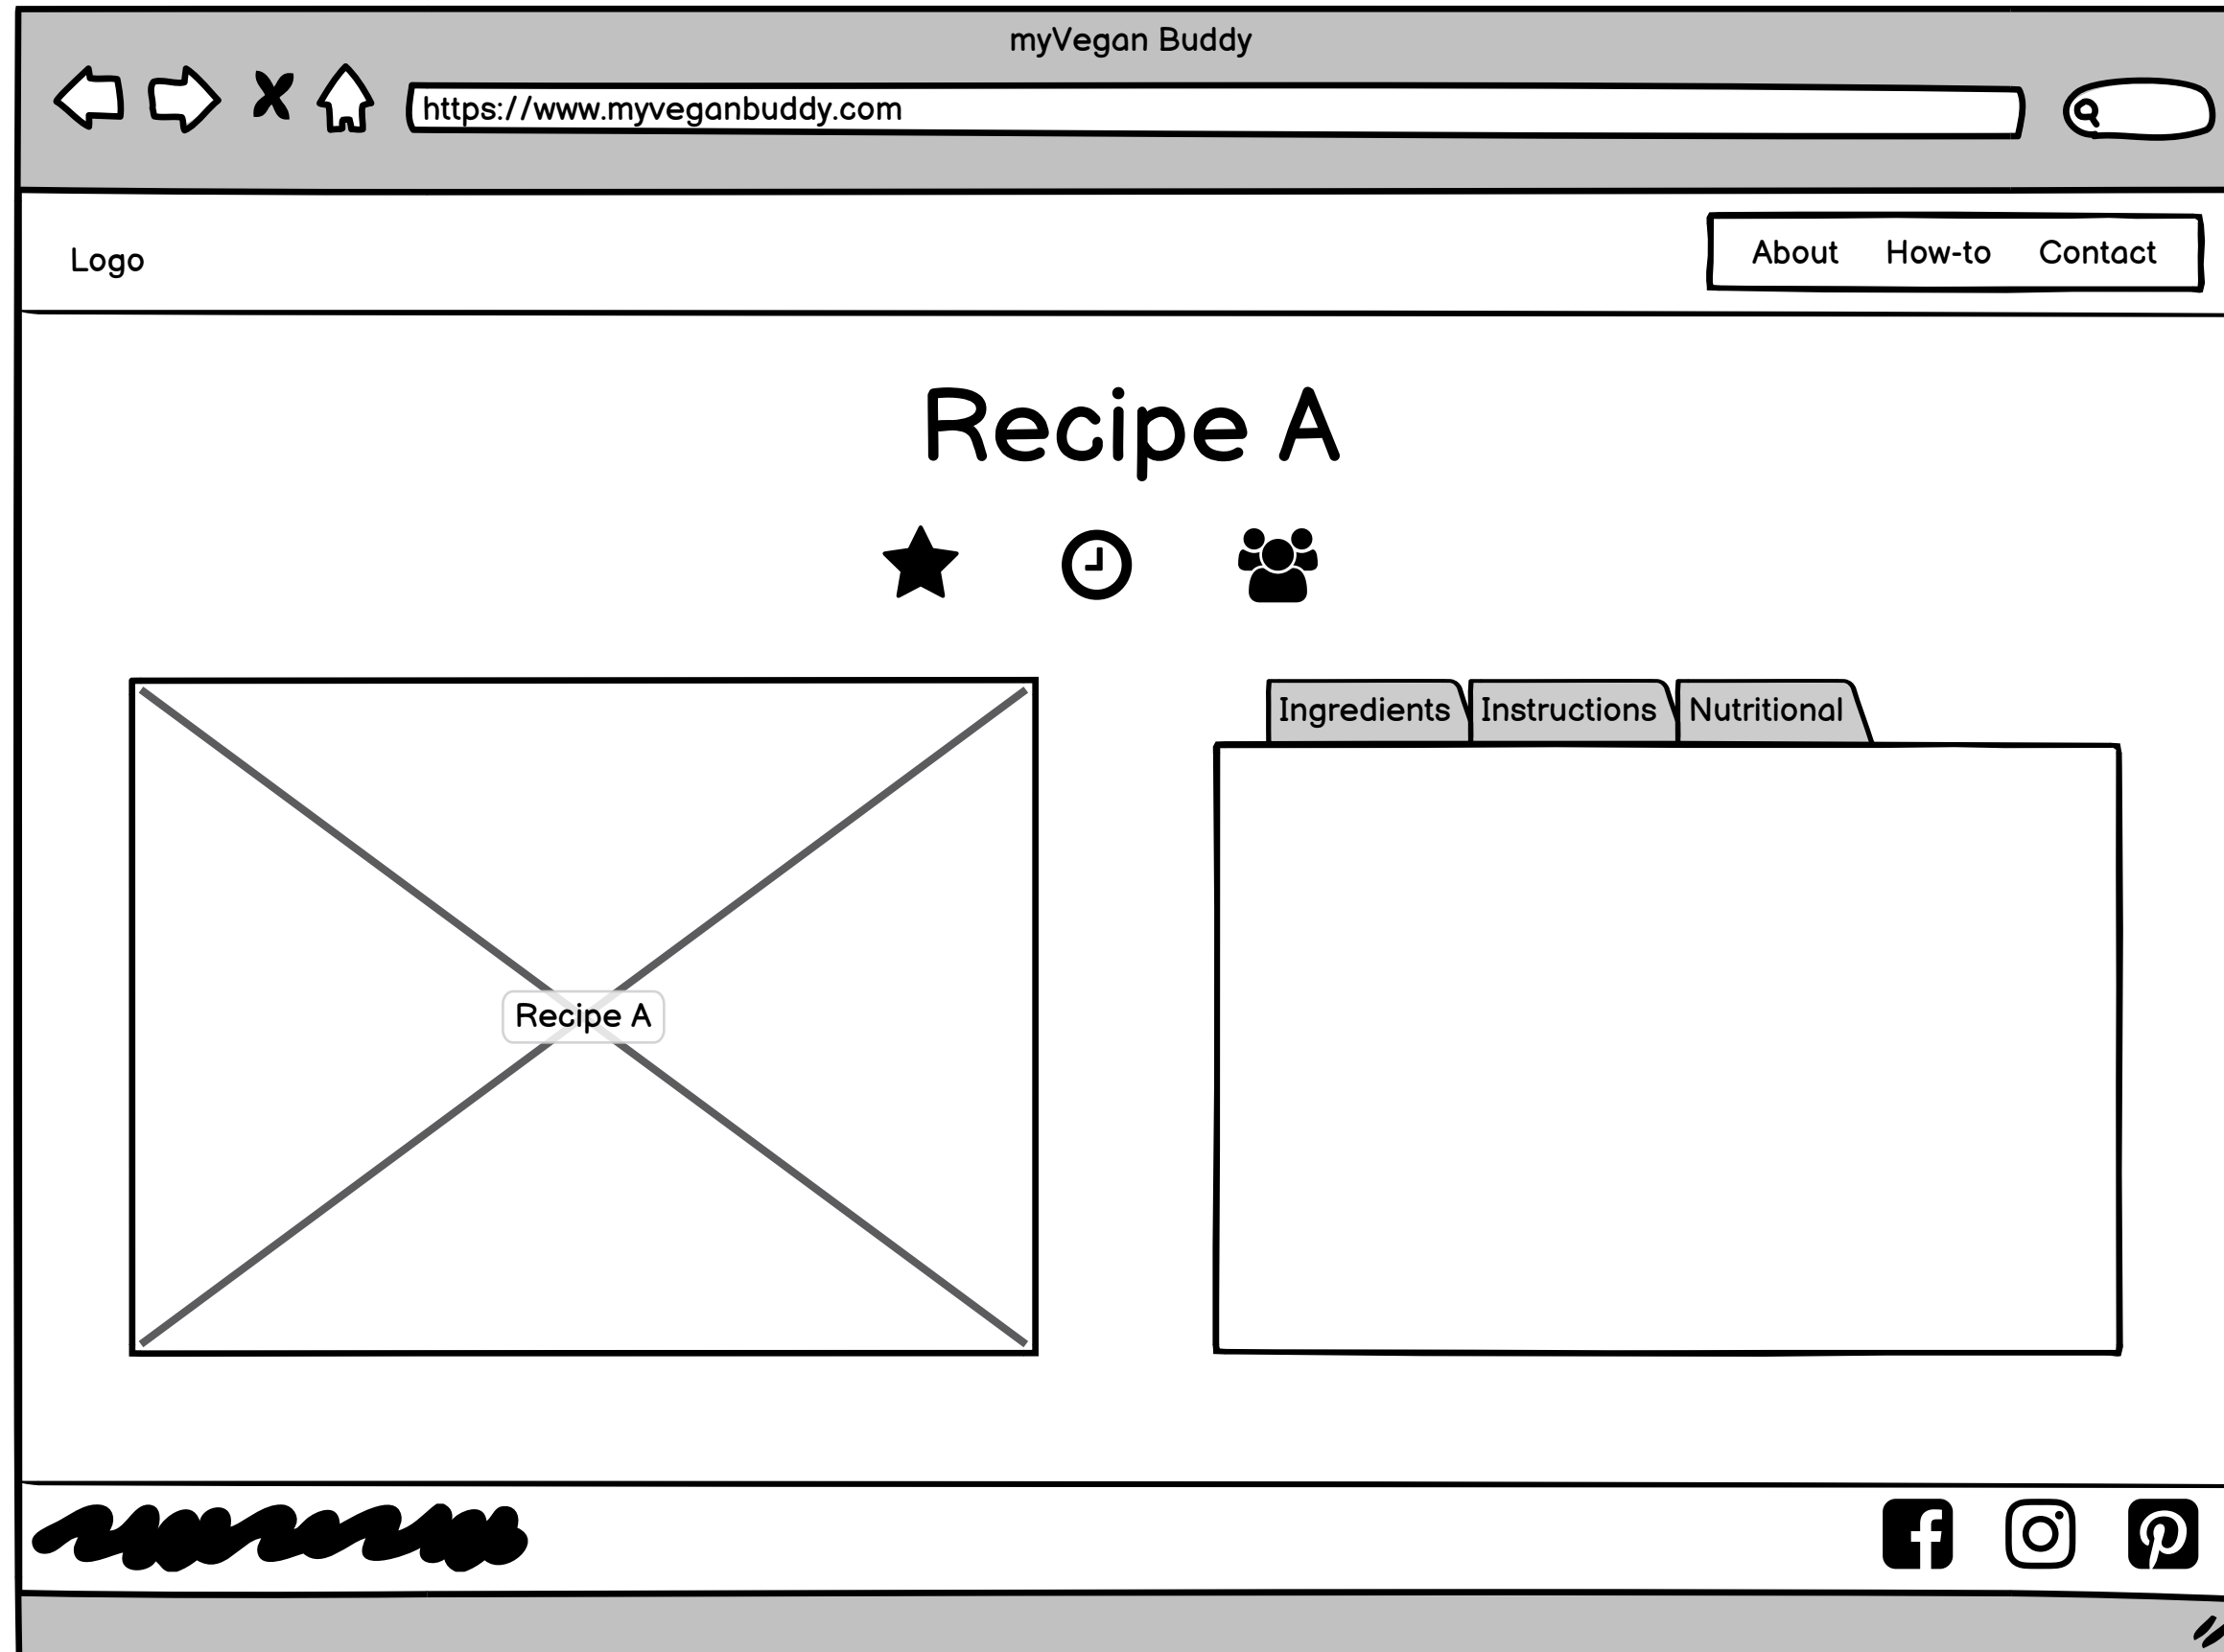 myVegan Buddy
https://www.myveganbuddy.com
Logo
About How-to Contact
Recipe A
Ingredients Instructions Nutritional
Recipe A